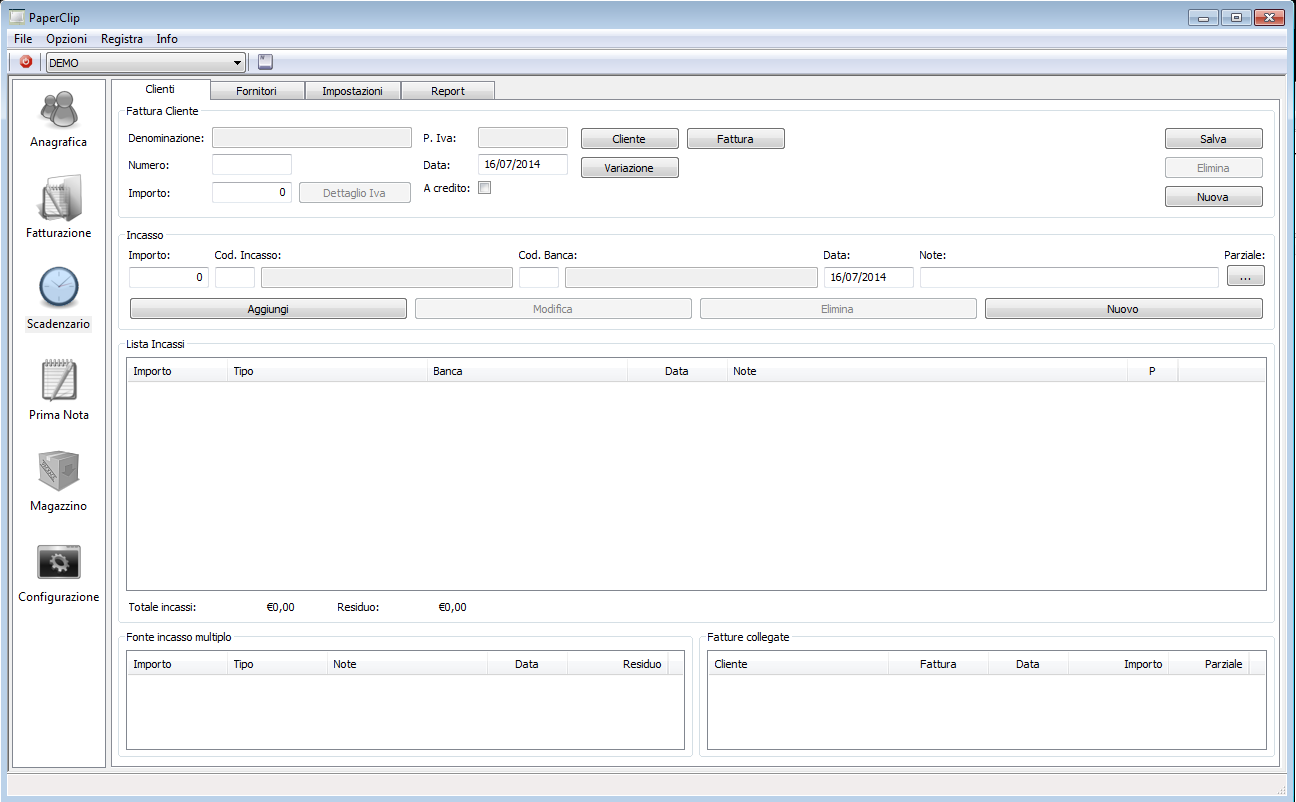 PaperClip
File Opzioni Registra Info
DEMO
Anagrafica
Fatturazione
Scadenzario
Prima Nota
Magazzino
Configurazione
Clienti Fornitori Impostazioni Report
Fattura Cliente
Denominazione: P. Iva: Cliente Fattura Salva
Numero: Data: 16/07/2014 Variazione Elimina
Importo: 0 Dettaglio Iva A credito: Nuova
Incasso
Importo: Cod. Incasso: Cod. Banca: Data: Note: Parziale:
0 16/07/2014 ...
Aggiungi Modifica Elimina Nuovo
Lista Incassi
Importo Tipo Banca Data Note P
Totale incassi: €0,00 Residuo: €0,00
Fonte incasso multiplo
Importo Tipo Note Data Residuo
Fatture collegate
Cliente Fattura Data Importo Parziale